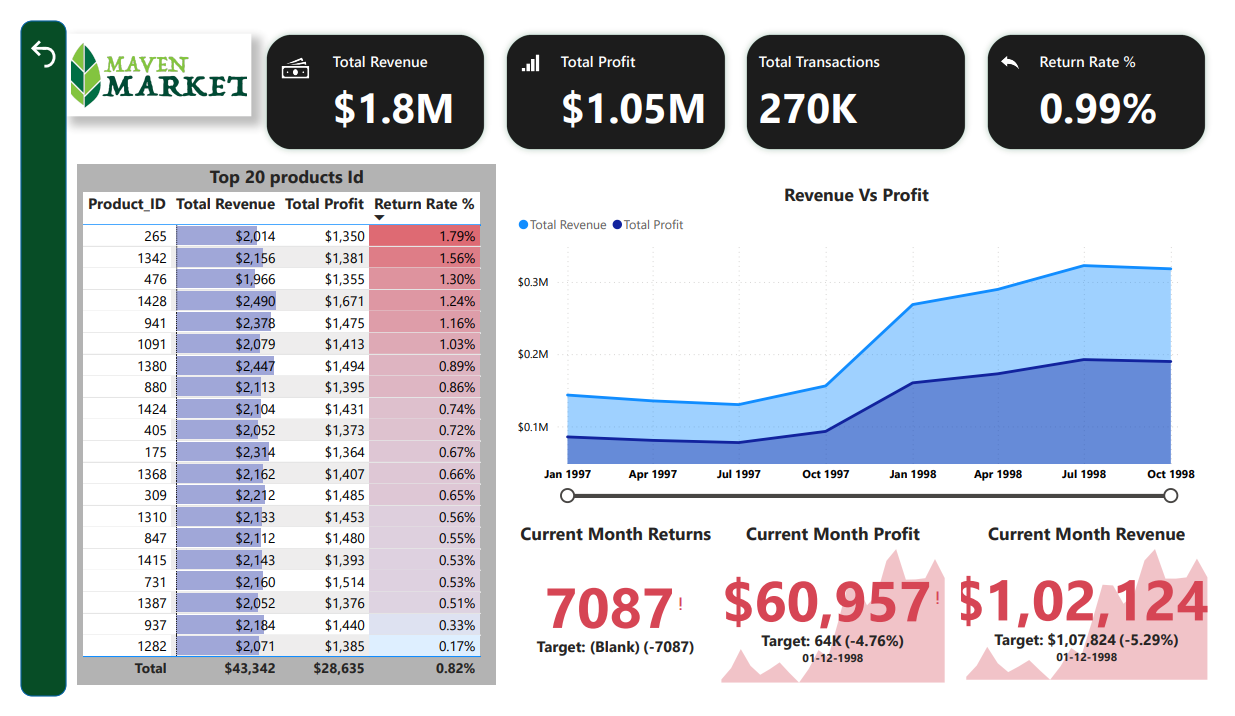 MAVEN
MARKET
Total Revenue
$1.8M
Total Profit
$1.05M
Total Transactions
270K
Return Rate %
0.99%
Top 20 products Id
Product_ID Total Revenue Total Profit Return Rate %
265 $2,014 $1,350 1.79%
1342 $2,156 $1,381 1.56%
476 $1,966 $1,355 1.30%
1428 $2,490 $1,671 1.24%
941 $2,378 $1,475 1.16%
1091 $2,079 $1,413 1.03%
1380 $2,447 $1,494 0.89%
880 $2,113 $1,395 0.86%
1424 $2,104 $1,431 0.74%
405 $2,052 $1,373 0.72%
175 $2,314 $1,364 0.67%
1368 $2,162 $1,407 0.66%
309 $2,212 $1,485 0.65%
1310 $2,133 $1,453 0.56%
847 $2,112 $1,480 0.55%
1415 $2,143 $1,393 0.53%
731 $2,160 $1,514 0.53%
1387 $2,052 $1,376 0.51%
937 $2,184 $1,440 0.33%
1282 $2,071 $1,385 0.17%
Total $43,342 $28,635 0.82%
Revenue Vs Profit
Total Revenue Total Profit
$0.3M
$0.2M
$0.1M
Jan 1997 Apr 1997 Jul 1997 Oct 1997 Jan 1998 Apr 1998 Jul 1998 Oct 1998
Current Month Returns
7087 !
Target: (Blank) (-7087)
Current Month Profit
$60,957 !
Target: 64K (-4.76%)
01-12-1998
Current Month Revenue
$1,02,124
Target: $1,07,824 (-5.29%)
01-12-1998